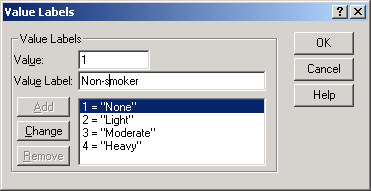 Value Labels
Value Labels
Value:
1
OK
Value Label:
Non-smoker
Cancel
Add
1 = "None"
Help
2 = "Light"
Change
3 = "Moderate"
4 = "Heavy"
Remove